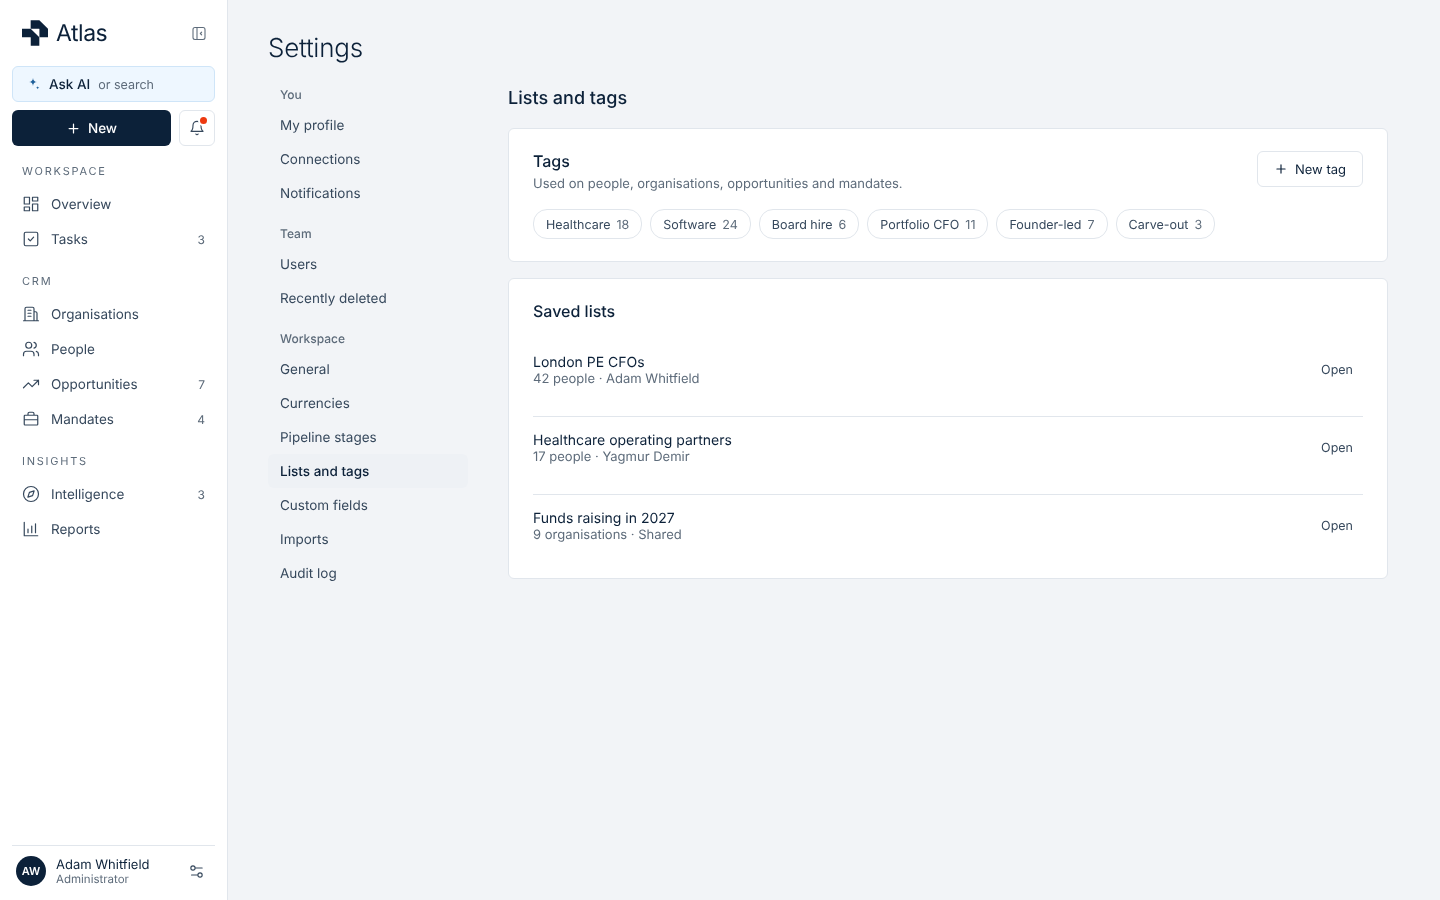 Atlas
Ask AI or search
New
WORKSPACE
Overview
Tasks 3
CRM
Organisations
People
Opportunities 7
Mandates 4
INSIGHTS
Intelligence 3
Reports
AW
Adam Whitfield
Administrator
Settings
You
My profile
Connections
Notifications
Team
Users
Recently deleted
Workspace
General
Currencies
Pipeline stages
Lists and tags
Custom fields
Imports
Audit log
Lists and tags
Tags
Used on people, organisations, opportunities and mandates.
New tag
Healthcare 18 Software 24 Board hire 6 Portfolio CFO 11 Founder-led 7 Carve-out 3
Saved lists
London PE CFOs
42 people · Adam Whitfield
Open
Healthcare operating partners
17 people · Yagmur Demir
Open
Funds raising in 2027
9 organisations · Shared
Open